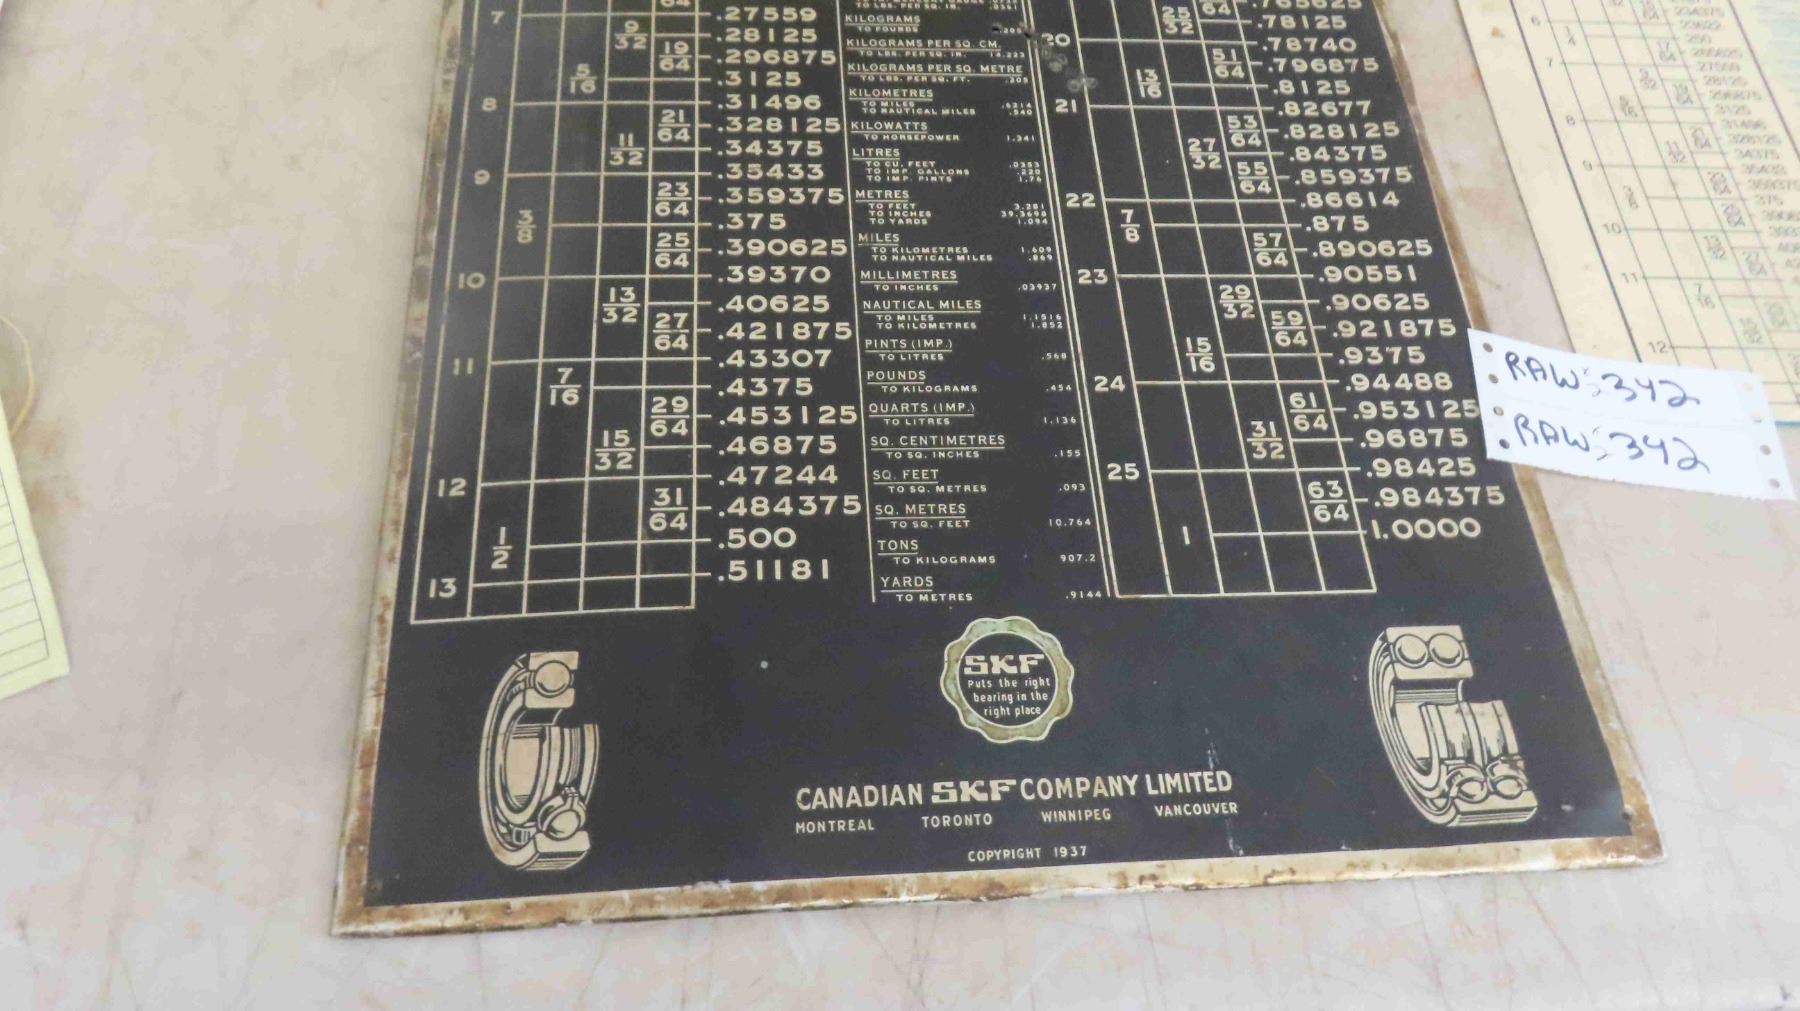 7
.27559
9/32
.28125
19/64
.296875
5/16
.3125
8
.31496
21/64
.328125
11/32
.34375
9
.35433
23/64
.359375
3/8
.375
25/64
.390625
10
.39370
13/32
.40625
27/64
.421875
11
.43307
7/16
.4375
29/64
.453125
15/32
.46875
12
.47244
31/64
.484375
1/2
.500
13
.51181
TO LBS. PER SQ. IN.
KILOGRAMS
TO POUNDS
KILOGRAMS PER SQ. CM.
TO LBS. PER SQ. IN. 14.223
KILOGRAMS PER SQ. METRE
TO LBS. PER SQ. FT. .205
KILOMETRES
TO MILES .6214
TO NAUTICAL MILES .540
KILOWATTS
TO HORSEPOWER 1.341
LITRES
TO CU. FEET .0353
TO IMP. GALLONS .220
TO IMP. PINTS 1.76
METRES
TO FEET 3.281
TO INCHES 39.3690
TO YARDS 1.094
MILES
TO KILOMETRES 1.609
TO NAUTICAL MILES .869
MILLIMETRES
TO INCHES .03937
NAUTICAL MILES
TO MILES 1.1516
TO KILOMETRES 1.852
PINTS (IMP.)
TO LITRES .568
POUNDS
TO KILOGRAMS .454
QUARTS (IMP.)
TO LITRES 1.136
SQ. CENTIMETRES
TO SQ. INCHES .155
SQ. FEET
TO SQ. METRES .093
SQ. METRES
TO SQ. FEET 10.764
TONS
TO KILOGRAMS 907.2
YARDS
TO METRES .9144
.765625
25/32
.78125
20
.78740
51/64
.796875
13/16
.8125
21
.82677
53/64
.828125
27/32
.84375
55/64
.859375
22
.86614
7/8
.875
57/64
.890625
23
.90551
29/32
.90625
59/64
.921875
15/16
.9375
24
.94488
61/64
.953125
31/32
.96875
25
.98425
63/64
.984375
1
1.0000
SKF
Puts the right
bearing in the
right place
CANADIAN SKF COMPANY LIMITED
MONTREAL TORONTO WINNIPEG VANCOUVER
COPYRIGHT 1937
RAW 342
RAW 342